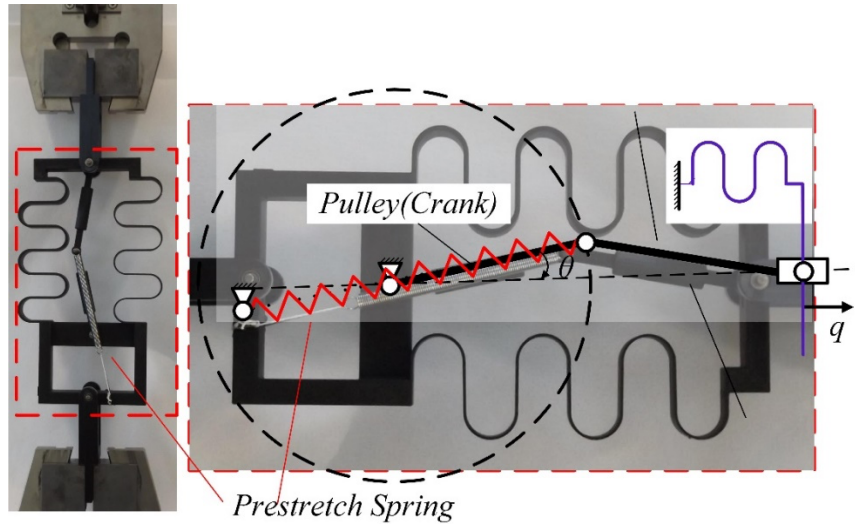 Pulley(Crank)
θ
q
Prestretch Spring